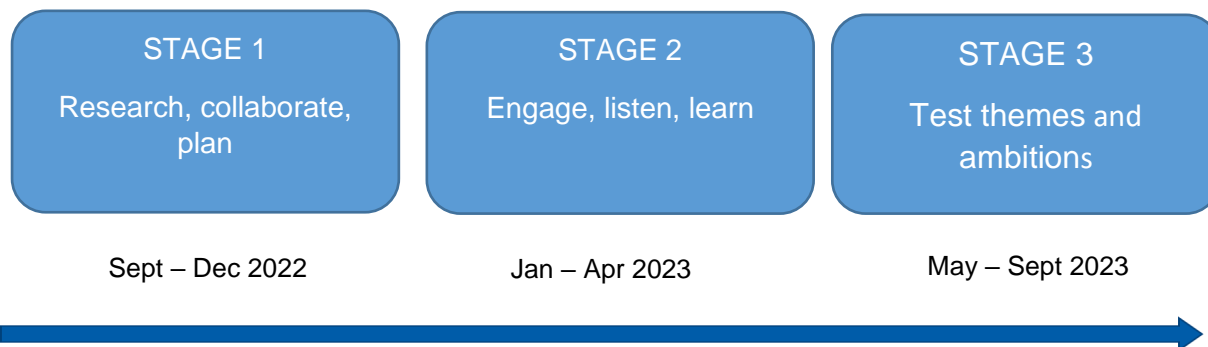 STAGE 1
Research, collaborate,
plan
Sept – Dec 2022
STAGE 2
Engage, listen, learn
Jan – Apr 2023
STAGE 3
Test themes and
ambitions
May – Sept 2023